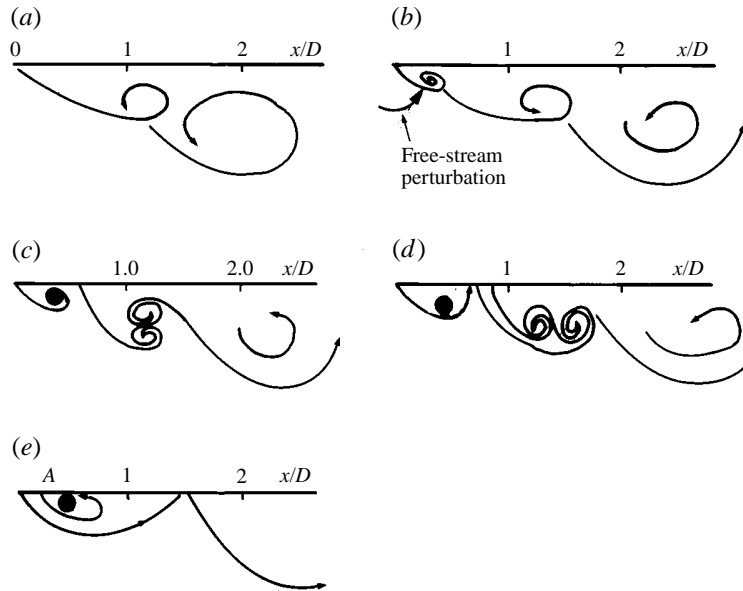 (a)
0 1 2 x/D
(b)
1 2 x/D
Free-stream
perturbation
(c)
1.0 2.0 x/D
(d)
1 2 x/D
(e)
A 1 2 x/D